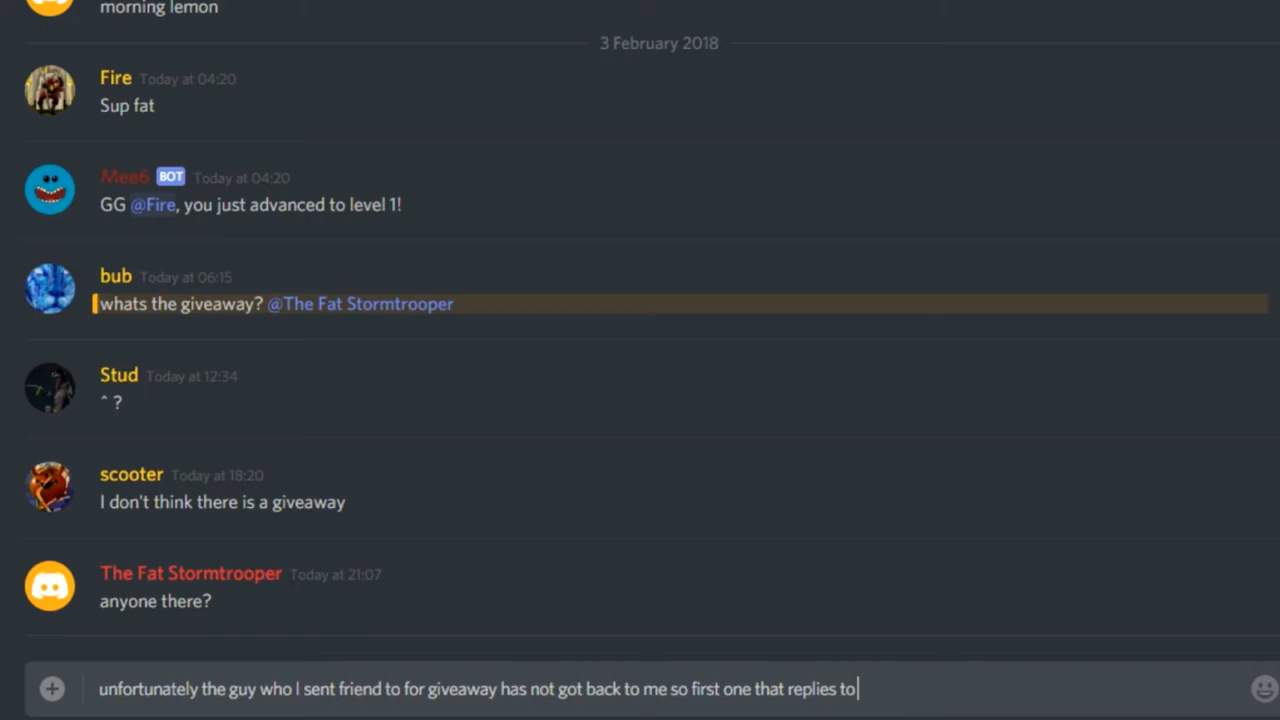 morning lemon
3 February 2018
Fire Today at 04:20
Sup fat
Mee6 BOT Today at 04:20
GG @Fire, you just advanced to level 1!
bub Today at 06:15
whats the giveaway? @The Fat Stormtrooper
Stud Today at 12:34
^ ?
scooter Today at 18:20
I don't think there is a giveaway
The Fat Stormtrooper Today at 21:07
anyone there?
unfortunately the guy who I sent friend to for giveaway has not got back to me so first one that replies to